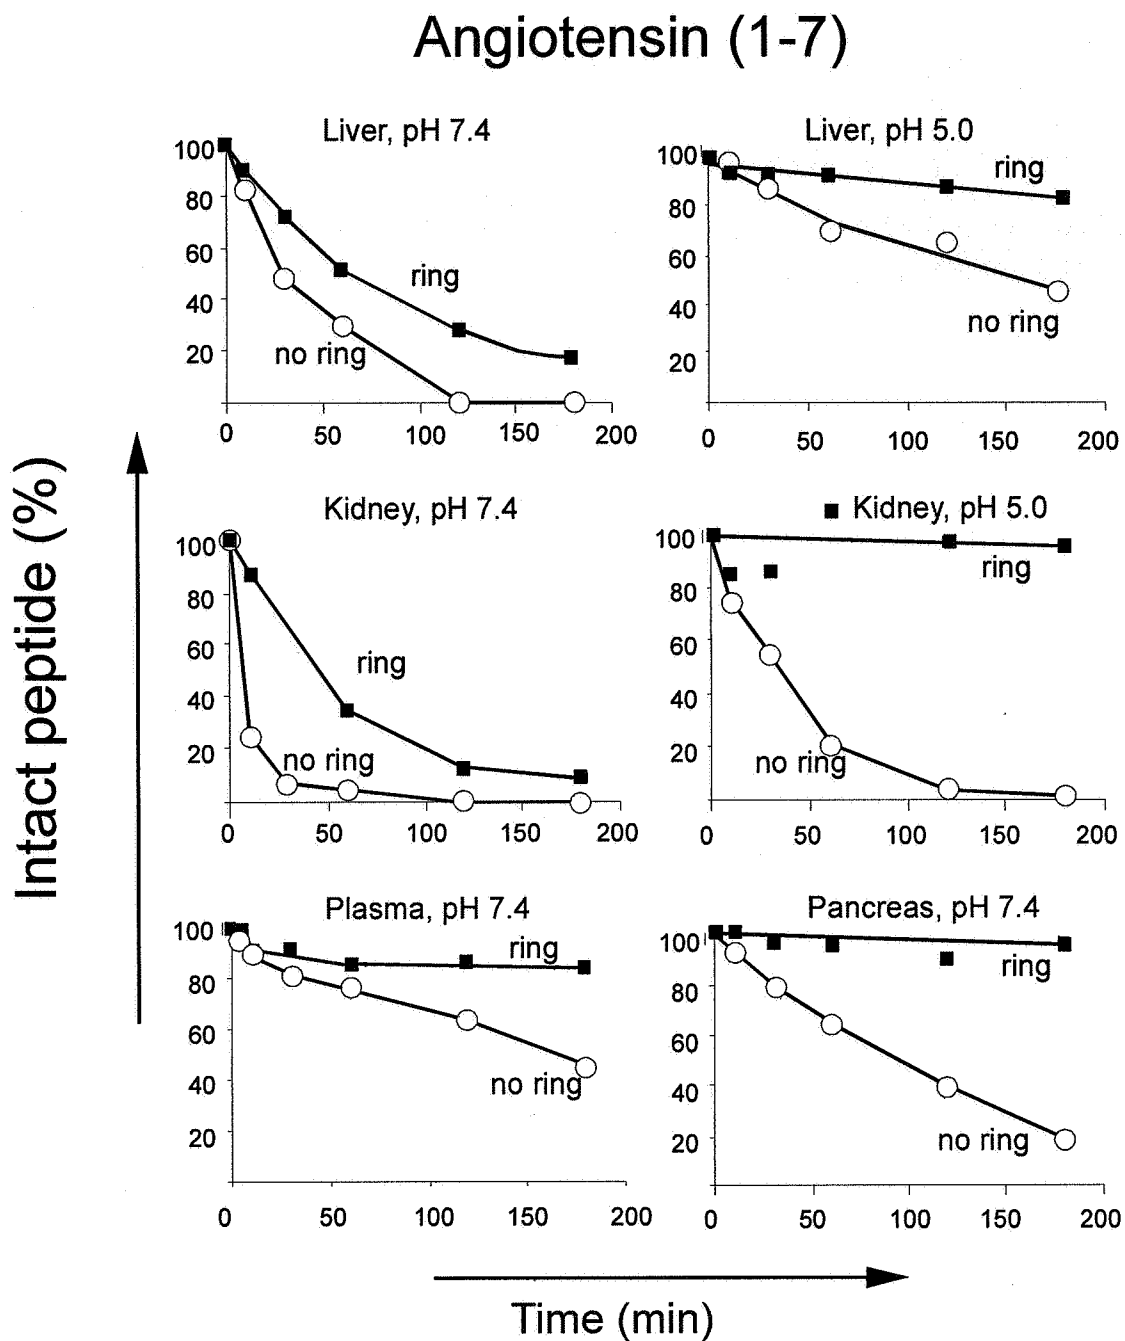 Angiotensin (1-7)
Liver, pH 7.4
100
80
60
40
20
ring
no ring
0 50 100 150 200
Liver, pH 5.0
100
80
60
40
20
ring
no ring
0 50 100 150 200
Intact peptide (%)
Kidney, pH 7.4
100
80
60
40
20
ring
no ring
0 50 100 150 200
Kidney, pH 5.0
100
80
60
40
20
ring
no ring
0 50 100 150 200
Plasma, pH 7.4
100
80
60
40
20
ring
no ring
0 50 100 150 200
Pancreas, pH 7.4
100
80
60
40
20
ring
no ring
0 50 100 150 200
Time (min)